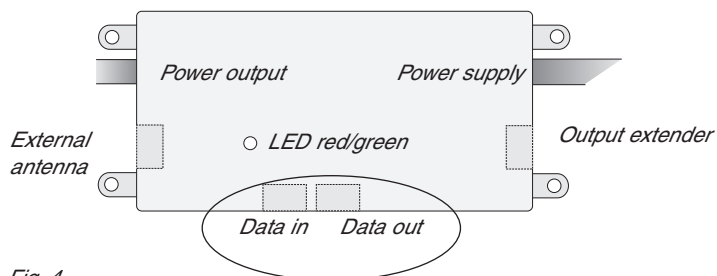 Power output Power supply
External
antenna
LED red/green
Output extender
Data in Data out
Fig. 4